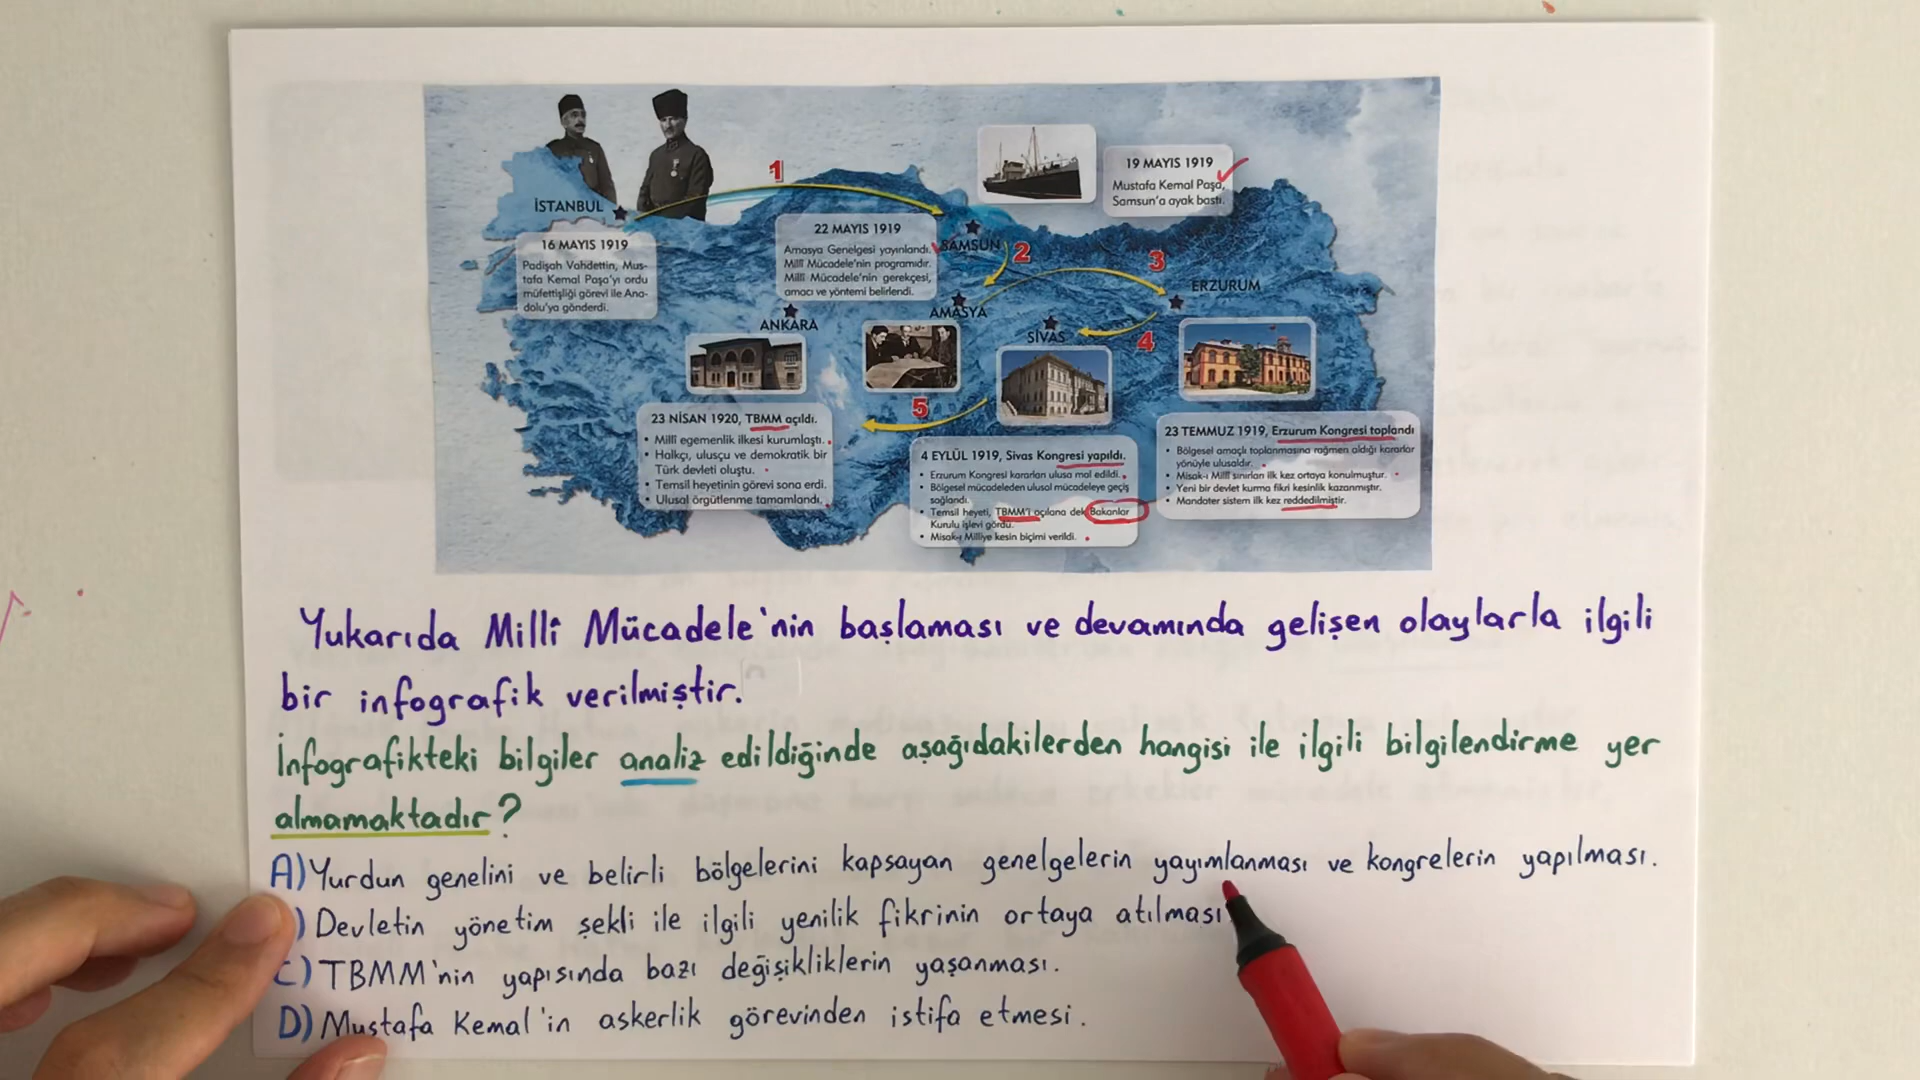 1
19 MAYIS 1919
Mustafa Kemal Paşa,
Samsun'a ayak bastı.
İSTANBUL
16 MAYIS 1919
Padişah Vahdettin, Mus-
tafa Kemal Paşa'yı ordu
müfettişliği görevi ile Ana-
dolu'ya gönderdi.
22 MAYIS 1919
Amasya Genelgesi yayınlandı.
Millî Mücadele'nin programıdır.
Millî Mücadele'nin gerekçesi,
amacı ve yöntemi belirlendi.
SAMSUN
2
3
ERZURUM
AMASYA
ANKARA
SİVAS
4
5
23 NİSAN 1920, TBMM açıldı.
• Millî egemenlik ilkesi kurumlaştı.
• Halkçı, ulusçu ve demokratik bir
Türk devleti oluştu.
• Temsil heyetinin görevi sona erdi.
• Ulusal örgütlenme tamamlandı.
4 EYLÜL 1919, Sivas Kongresi yapıldı.
• Erzurum Kongresi kararları ulusa mal edildi.
• Bölgesel mücadeleden ulusal mücadeleye geçiş
sağlandı.
• Temsil heyeti, TBMM'i açılana dek Bakanlar
Kurulu işlevi gördü.
• Misak-ı Milliye kesin biçimi verildi.
23 TEMMUZ 1919, Erzurum Kongresi toplandı
• Bölgesel amaçlı toplanmasına rağmen aldığı kararlar
yönüyle ulusaldır.
• Misak-ı Millî sınırları ilk kez ortaya konulmuştur.
• Yeni bir devlet kurma fikri kesinlik kazanmıştır.
• Mandater sistem ilk kez reddedilmiştir.
Yukarıda Millî Mücadele'nin başlaması ve devamında gelişen olaylarla ilgili
bir infografik verilmiştir.
İnfografikteki bilgiler analiz edildiğinde aşağıdakilerden hangisi ile ilgili bilgilendirme yer
almamaktadır?
A) Yurdun genelini ve belirli bölgelerini kapsayan genelgelerin yayımlanması ve kongrelerin yapılması.
) Devletin yönetim şekli ile ilgili yenilik fikrinin ortaya atılması
C) TBMM'nin yapısında bazı değişikliklerin yaşanması.
D) Mustafa Kemal'in askerlik görevinden istifa etmesi.